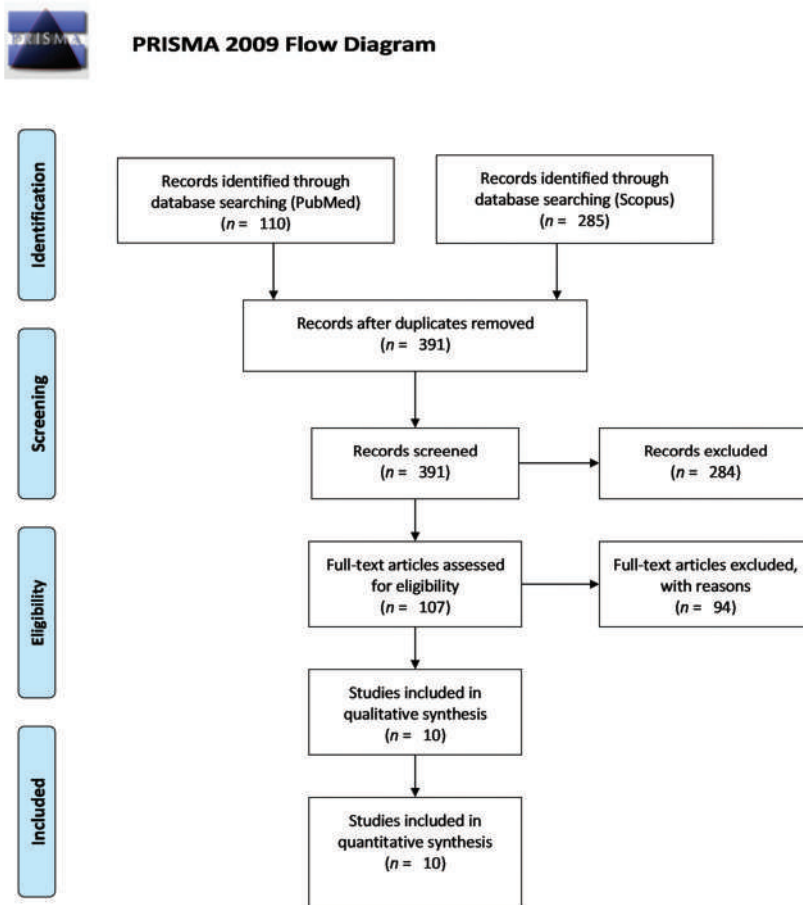 PRISMA
PRISMA 2009 Flow Diagram
Identification
Records identified through
database searching (PubMed)
(n = 110)
Records identified through
database searching (Scopus)
(n = 285)
Records after duplicates removed
(n = 391)
Screening
Records screened
(n = 391)
Records excluded
(n = 284)
Eligibility
Full-text articles assessed
for eligibility
(n = 107)
Full-text articles excluded,
with reasons
(n = 94)
Studies included in
qualitative synthesis
(n = 10)
Included
Studies included in
quantitative synthesis
(n = 10)